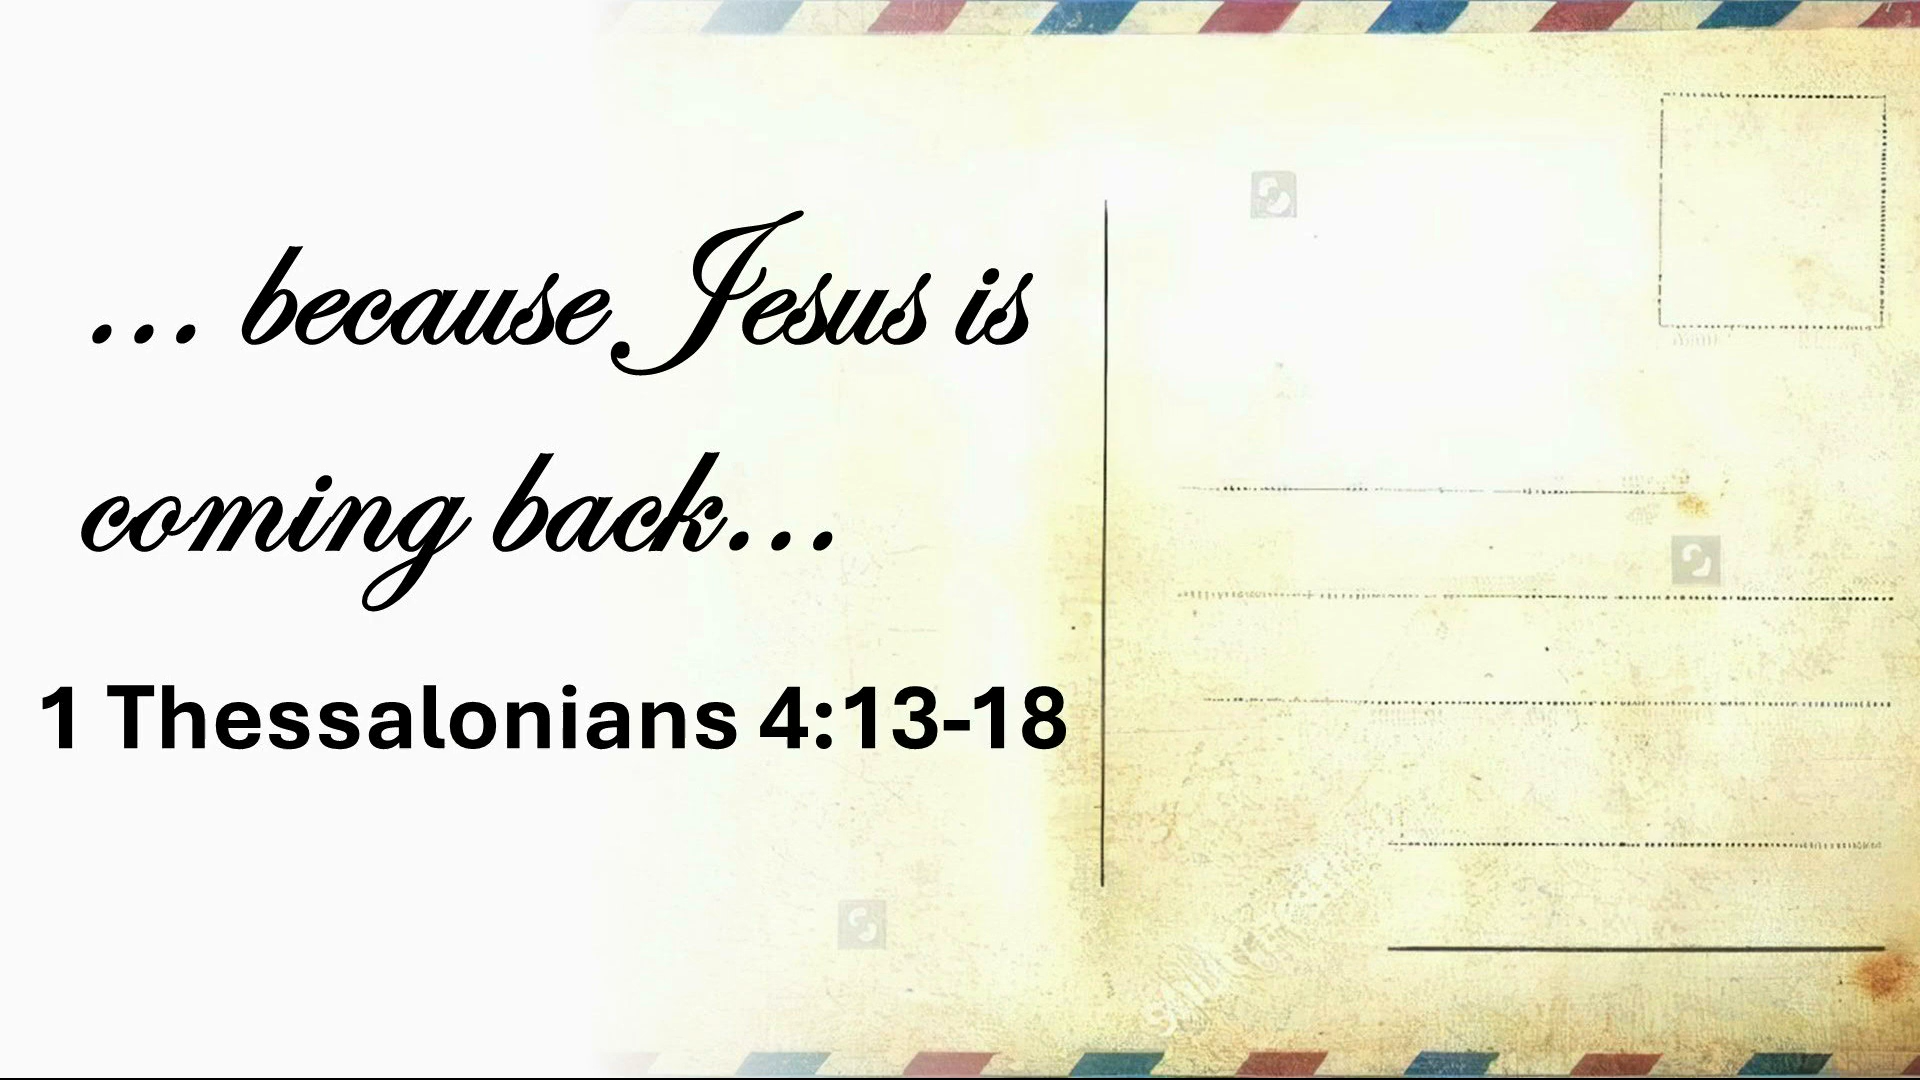 ... because Jesus is
coming back...
1 Thessalonians 4:13-18